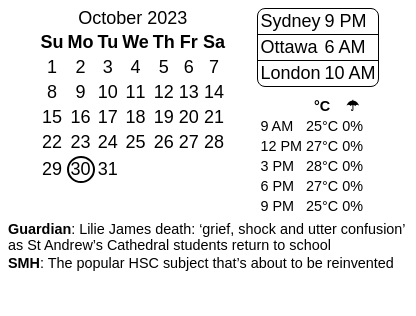 October 2023
Su Mo Tu We Th Fr Sa
1 2 3 4 5 6 7
8 9 10 11 12 13 14
15 16 17 18 19 20 21
22 23 24 25 26 27 28
29 30 31
Sydney 9 PM
Ottawa 6 AM
London 10 AM
°C ☂
9 AM 25°C 0%
12 PM 27°C 0%
3 PM 28°C 0%
6 PM 27°C 0%
9 PM 25°C 0%
Guardian: Lilie James death: ‘grief, shock and utter confusion’
as St Andrew’s Cathedral students return to school
SMH: The popular HSC subject that’s about to be reinvented